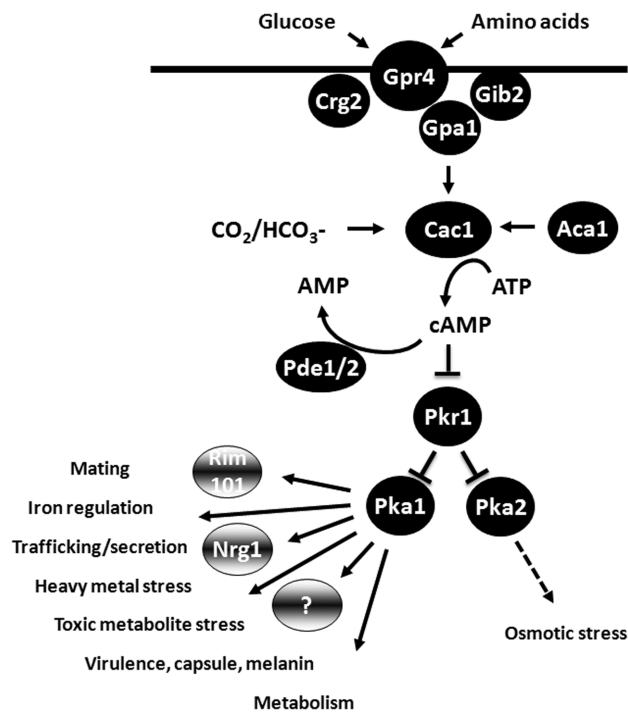 Glucose
Amino acids
Gpr4
Crg2
Gib2
Gpa1
CO₂/HCO₃-
Cac1
Aca1
AMP
ATP
cAMP
Pde1/2
Pkr1
Rim
101
Mating
Pka1
Pka2
Iron regulation
Trafficking/secretion
Nrg1
Heavy metal stress
?
Toxic metabolite stress
Osmotic stress
Virulence, capsule, melanin
Metabolism